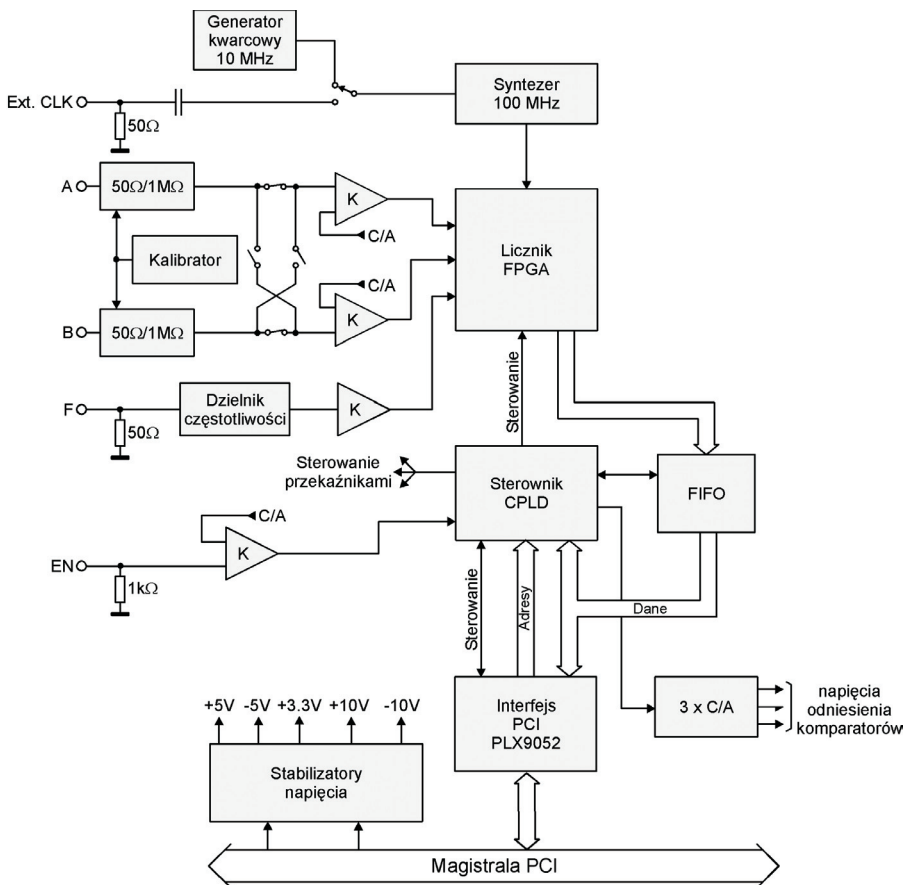 Generator
kwarcowy
10 MHz
Ext. CLK
50Ω
Syntezer
100 MHz
A
50Ω/1MΩ
K
C/A
Kalibrator
Licznik
FPGA
C/A
B
50Ω/1MΩ
K
F
Dzielnik
częstotliwości
K
50Ω
Sterowanie
Sterowanie
przekaźnikami
Sterownik
CPLD
FIFO
C/A
EN
K
1kΩ
Sterowanie
Adresy
Dane
+5V -5V +3.3V +10V -10V
Interfejs
PCI
PLX9052
3 x C/A
napięcia
odniesienia
komparatorów
Stabilizatory
napięcia
Magistrala PCI